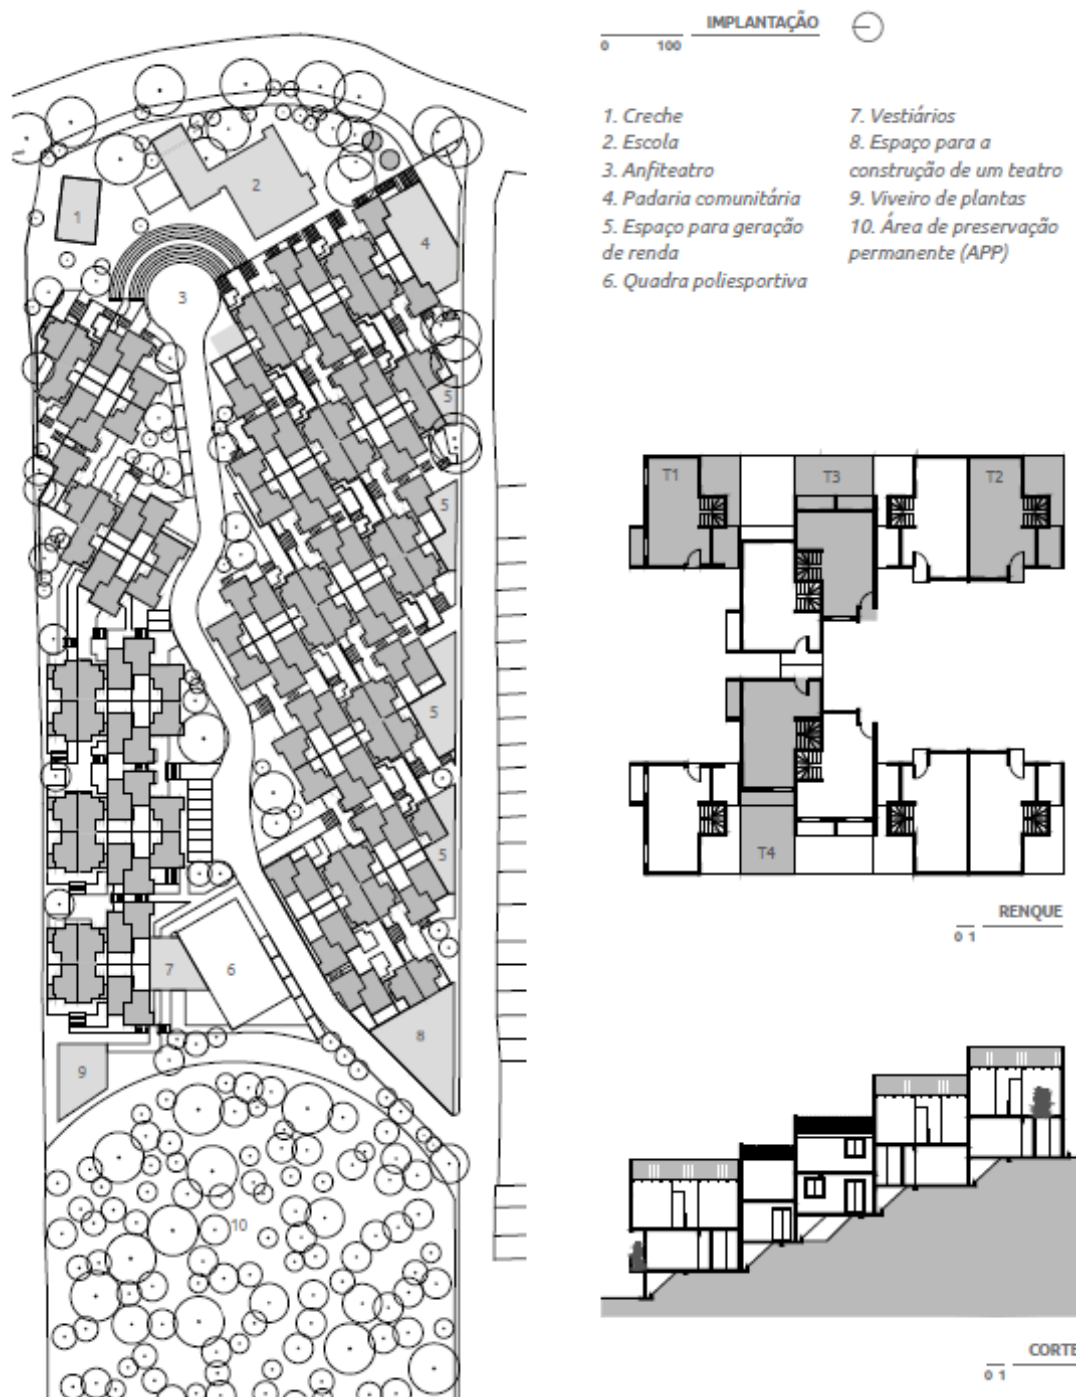 IMPLANTAÇÃO
0 100
1. Creche
2. Escola
3. Anfiteatro
4. Padaria comunitária
5. Espaço para geração
de renda
6. Quadra poliesportiva
7. Vestiários
8. Espaço para a
construção de um teatro
9. Viveiro de plantas
10. Área de preservação
permanente (APP)
1
2
3
4
5
5
5
5
6
7
8
9
10
T1
T3
T2
T4
RENQUE
0 1
CORTE
0 1